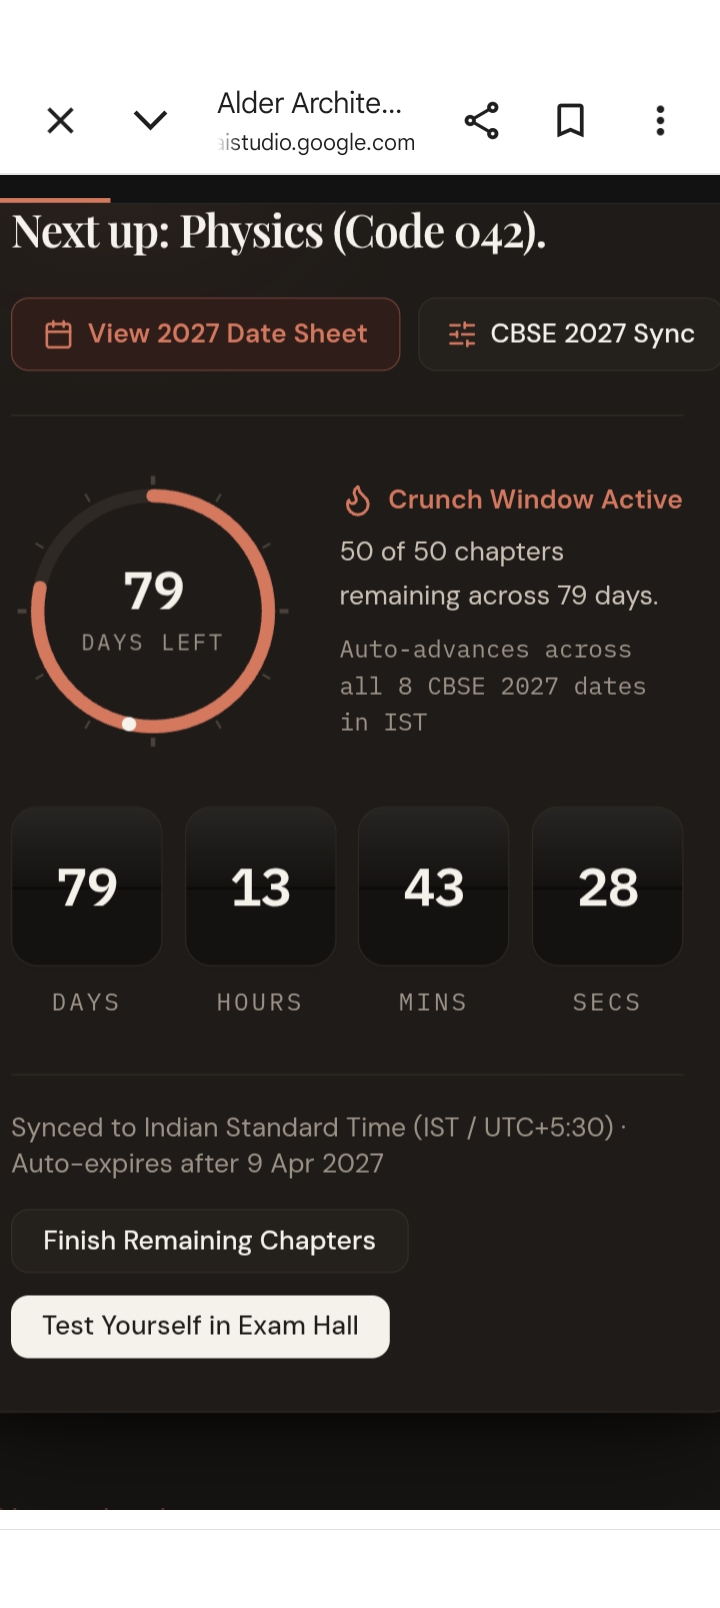 Alder Archite...
aistudio.google.com
Next up: Physics (Code 042).
View 2027 Date Sheet
CBSE 2027 Sync
79
DAYS LEFT
Crunch Window Active
50 of 50 chapters
remaining across 79 days.
Auto-advances across
all 8 CBSE 2027 dates
in IST
79
13
43
28
DAYS
HOURS
MINS
SECS
Synced to Indian Standard Time (IST / UTC+5:30) ·
Auto-expires after 9 Apr 2027
Finish Remaining Chapters
Test Yourself in Exam Hall